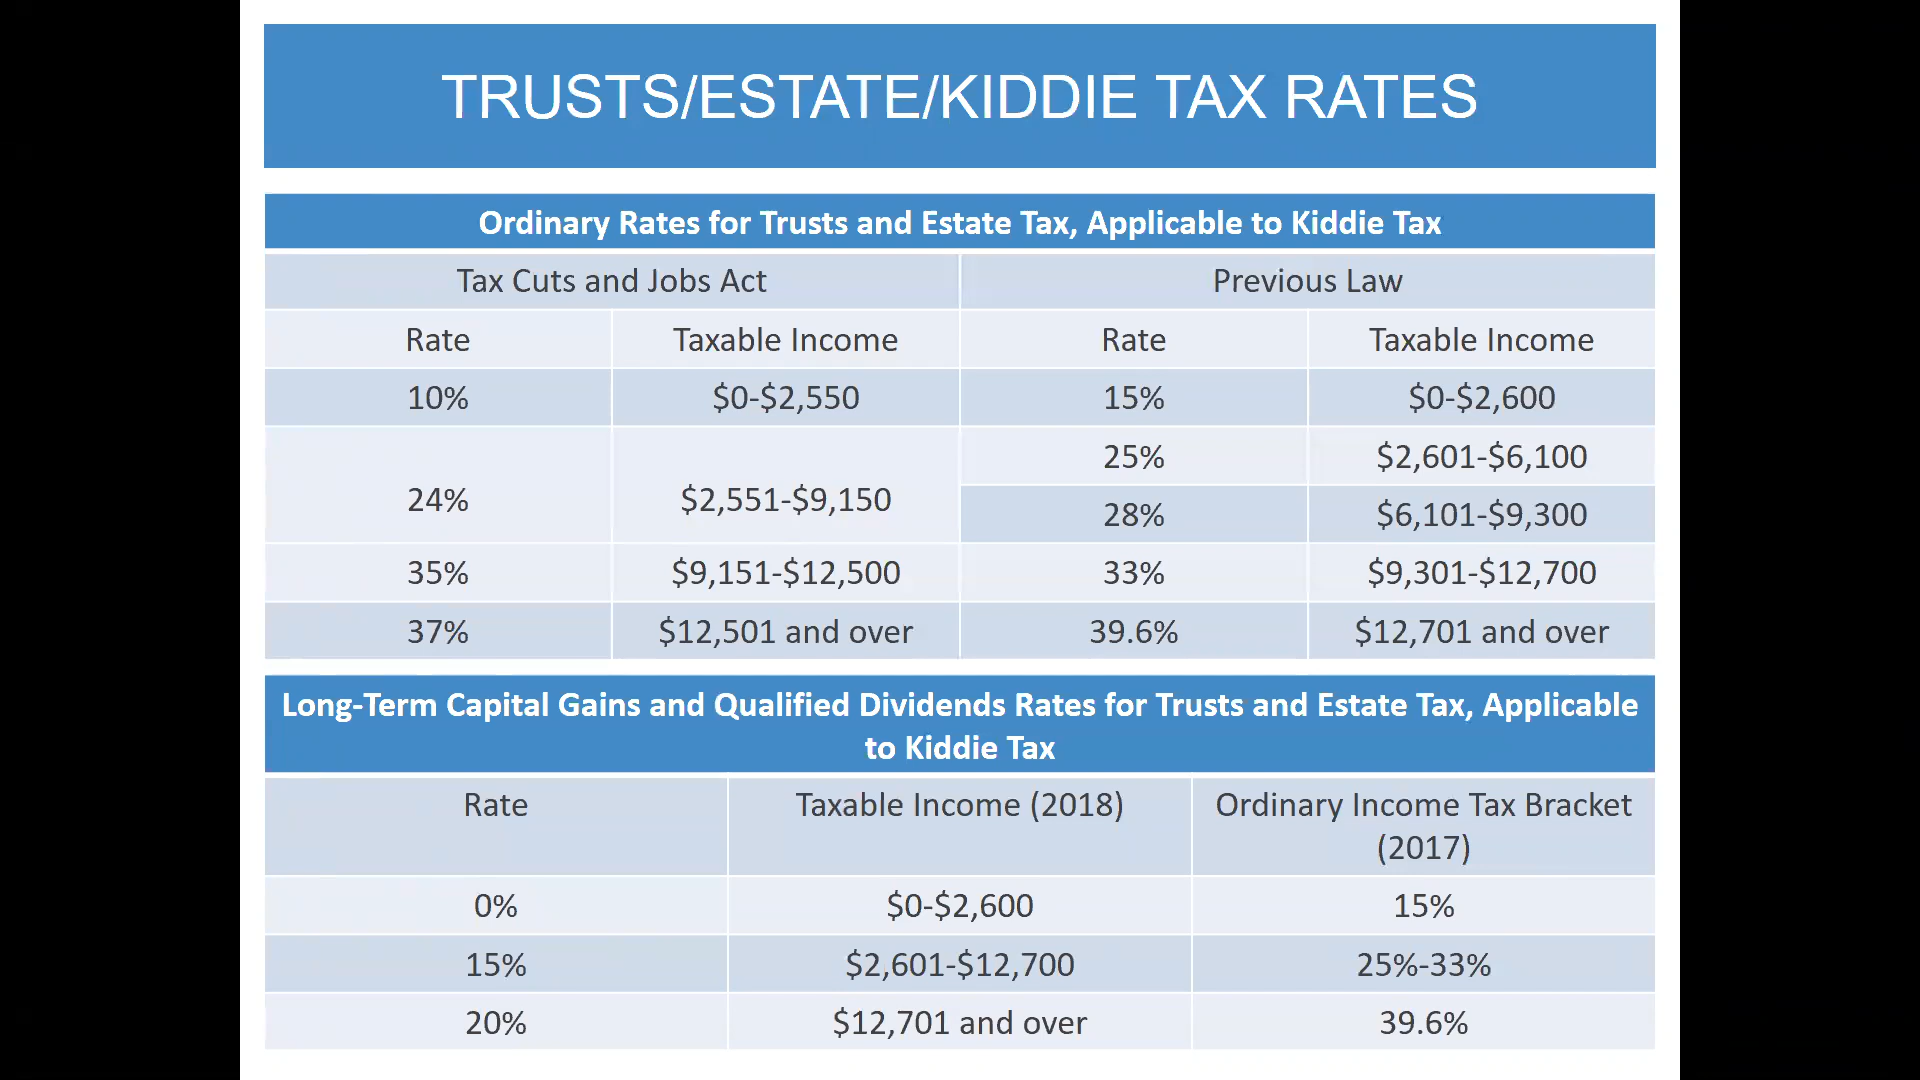 TRUSTS/ESTATE/KIDDIE TAX RATES
Ordinary Rates for Trusts and Estate Tax, Applicable to Kiddie Tax
Tax Cuts and Jobs Act Previous Law
Rate Taxable Income Rate Taxable Income
10% $0-$2,550 15% $0-$2,600
25% $2,601-$6,100
24% $2,551-$9,150
28% $6,101-$9,300
35% $9,151-$12,500 33% $9,301-$12,700
37% $12,501 and over 39.6% $12,701 and over
Long-Term Capital Gains and Qualified Dividends Rates for Trusts and Estate Tax, Applicable
to Kiddie Tax
Rate Taxable Income (2018) Ordinary Income Tax Bracket
(2017)
0% $0-$2,600 15%
15% $2,601-$12,700 25%-33%
20% $12,701 and over 39.6%